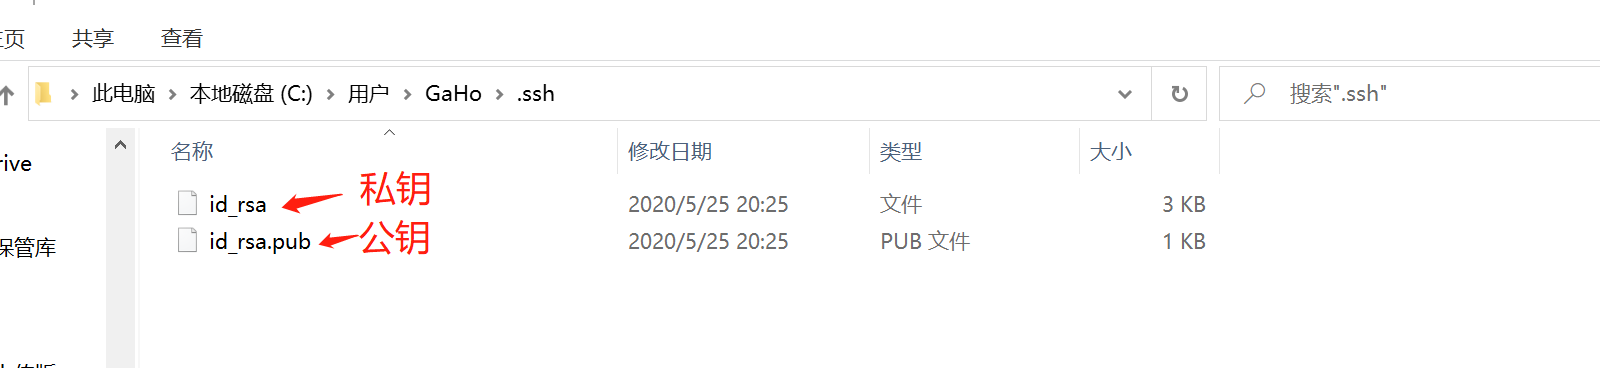 主页 共享 查看
此电脑 本地磁盘 (C:) 用户 GaHo .ssh 搜索".ssh"
名称 修改日期 类型 大小
rive
id_rsa 私钥 2020/5/25 20:25 文件 3 KB
id_rsa.pub 公钥 2020/5/25 20:25 PUB 文件 1 KB
保管库